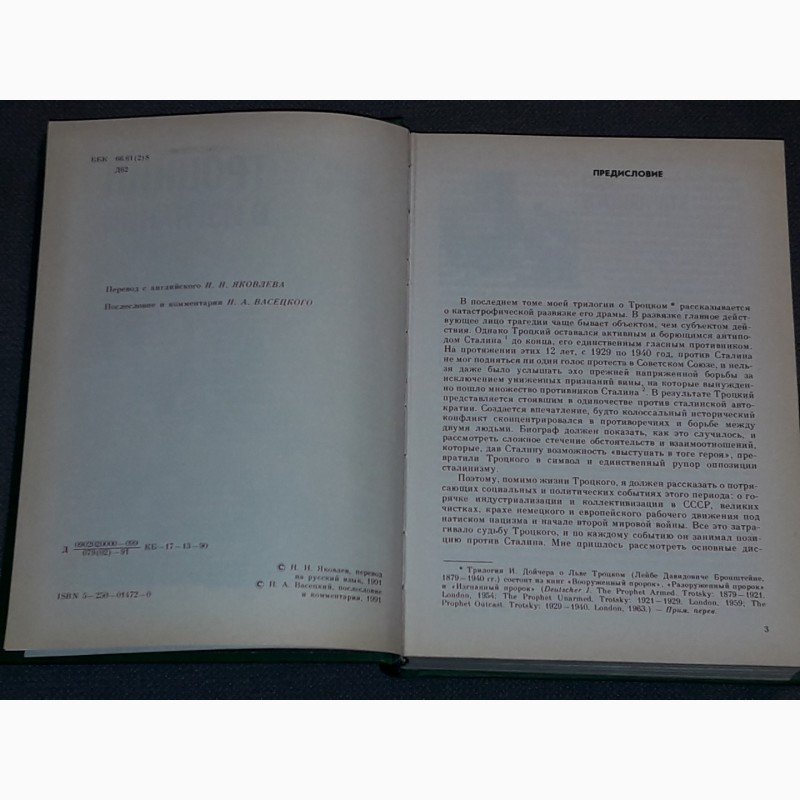 ББК 66.61(2)8
Д62
Перевод с английского Н. Н. ЯКОВЛЕВА
Послесловие и комментарии Н. А. ВАСЕЦКОГО
Д 0902020000—099
079(02)—91 КБ—17—13—90
© Н. Н. Яковлев, перевод
на русский язык, 1991
© Н. А. Васецкий, послесловие
и комментарии, 1991
ISBN 5—250—01472—0
ПРЕДИСЛОВИЕ
В последнем томе моей трилогии о Троцком * рассказывается
о катастрофической развязке его драмы. В развязке главное дейст-
вующее лицо трагедии чаще бывает объектом, чем субъектом дей-
ствия. Однако Троцкий оставался активным и борющимся антипо-
дом Сталина 1 до конца, его единственным гласным противником.
На протяжении этих 12 лет, с 1929 по 1940 год, против Сталина
не мог подняться ни один голос протеста в Советском Союзе, и нель-
зя даже было услышать эхо прежней напряженной борьбы за
исключением униженных признаний вины, на которые вынужден-
но пошло множество противников Сталина 2. В результате Троцкий
представляется стоявшим в одиночестве против сталинской авто-
кратии. Создается впечатление, будто колоссальный исторический
конфликт сконцентрировался в противоречиях и борьбе между
двумя людьми. Биограф должен показать, как это случилось, и
рассмотреть сложное стечение обстоятельств и взаимоотношений,
которые, дав Сталину возможность «выступать в тоге героя», пре-
вратили Троцкого в символ и единственный рупор оппозиции
сталинизму.
Поэтому, помимо жизни Троцкого, я должен рассказать о потря-
сающих социальных и политических событиях этого периода: о го-
рячке индустриализации и коллективизации в СССР, великих
чистках, крахе немецкого и европейского рабочего движения под
натиском нацизма и начале второй мировой войны. Все это затра-
гивало судьбу Троцкого, и по каждому событию он занимал пози-
цию против Сталина. Мне пришлось рассмотреть основные дис-
* Трилогия И. Дойчера о Льве Троцком (Лейбе Давидовиче Бронштейне,
1879—1940 гг.) состоит из книг «Вооруженный пророк», «Разоруженный пророк»
и «Изгнанный пророк» (Deutscher I. The Prophet Armed. Trotsky: 1879—1921.
London, 1954; The Prophet Unarmed. Trotsky: 1921—1929. London, 1959; The
Prophet Outcast. Trotsky: 1929—1940. London, 1963.) — Прим. перев.
3